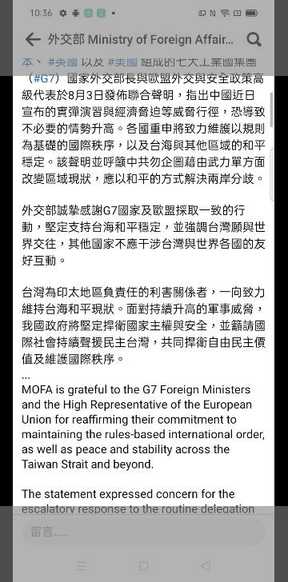 10:36
外交部 Ministry of Foreign Affair...
本、#英國 以及 #美國 組成的七大工業國集團
（#G7）國家外交部長與歐盟外交與安全政策高
級代表於8月3日發佈聯合聲明，指出中國近日
宣布的實彈演習與經濟脅迫等威脅行徑，恐導致
不必要的情勢升高。各國重申將致力維護以規則
為基礎的國際秩序，以及台海與其他區域的和平
穩定。該聲明並呼籲中共勿企圖藉由武力單方面
改變區域現狀，應以和平的方式解決兩岸分歧。
外交部誠摯感謝G7國家及歐盟採取一致的行
動，堅定支持台海和平穩定，並強調台灣願與世
界交往，其他國家不應干涉台灣與世界各國的友
好互動。
台灣為印太地區負責任的利害關係者，一向致力
維持台海和平現狀。面對持續升高的軍事威脅，
我國政府將堅定捍衛國家主權與安全，並籲請國
際社會持續聲援民主台灣，共同捍衛自由民主價
值及維護國際秩序。
...
MOFA is grateful to the G7 Foreign Ministers
and the High Representative of the European
Union for reaffirming their commitment to
maintaining the rules-based international order,
as well as peace and stability across the
Taiwan Strait and beyond.
The statement expressed concern for the
escalatory response to the routine delegation
留言......